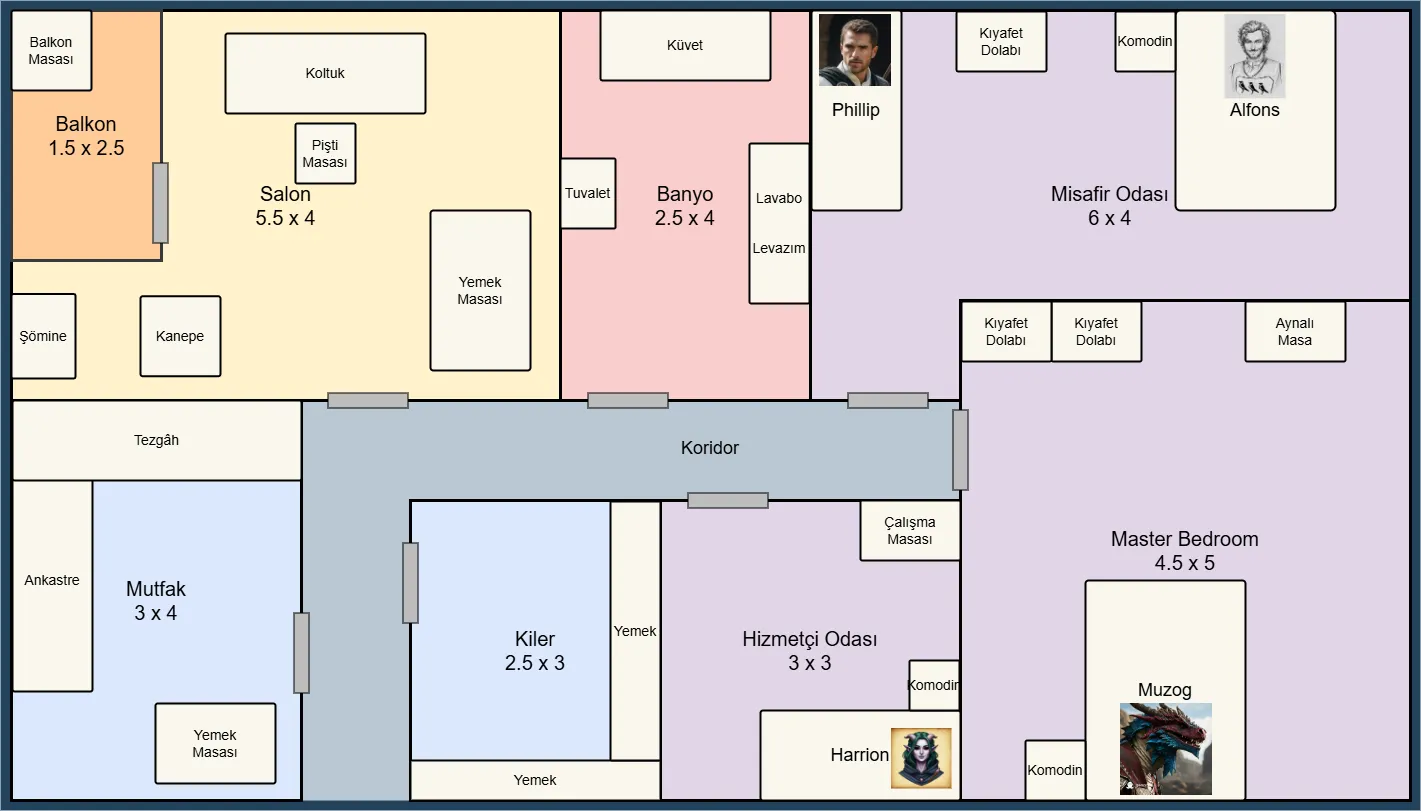 Balkon
Masası
Koltuk
Küvet
Phillip
Kıyafet
Dolabı
Komodin
Alfons
Balkon
1.5 x 2.5
Pişti
Masası
Salon
5.5 x 4
Tuvalet
Banyo
2.5 x 4
Lavabo
Levazım
Misafir Odası
6 x 4
Yemek
Masası
Şömine
Kanepe
Kıyafet
Dolabı
Kıyafet
Dolabı
Aynalı
Masa
Tezgâh
Koridor
Ankastre
Mutfak
3 x 4
Yemek
Masası
Kiler
2.5 x 3
Yemek
Yemek
Çalışma
Masası
Hizmetçi Odası
3 x 3
Komodin
Harrion
Master Bedroom
4.5 x 5
Muzog
Komodin